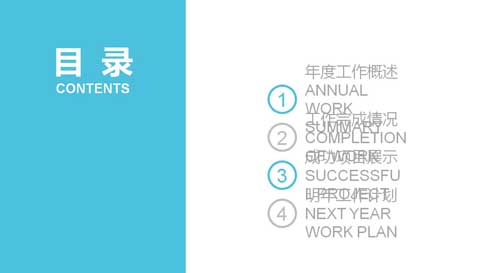 目 录
CONTENTS
1
年度工作概述
ANNUAL
WORK
SUMMARY
2
工作完成情况
COMPLETION
OF WORK
3
成功项目展示
SUCCESSFU
L PROJECT
4
明年工作计划
NEXT YEAR
WORK PLAN